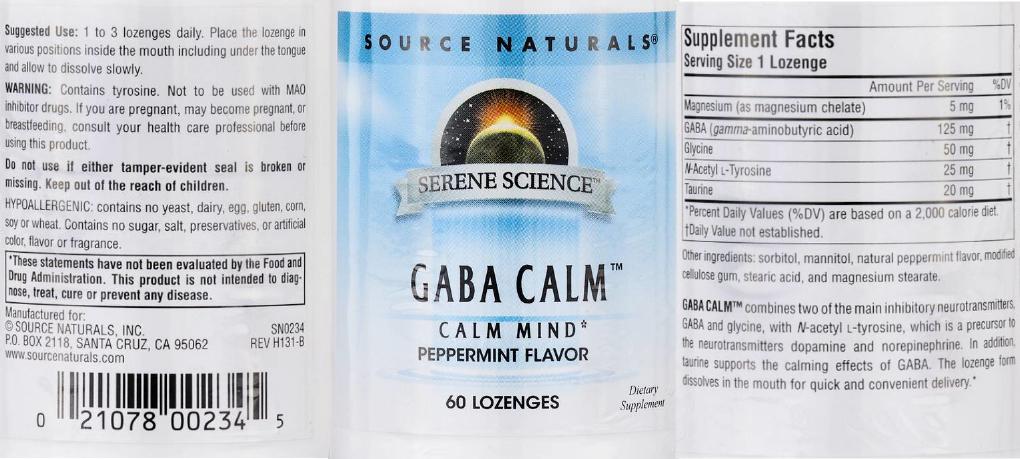 Suggested Use: 1 to 3 lozenges daily. Place the lozenge in
various positions inside the mouth including under the tongue
and allow to dissolve slowly.
WARNING: Contains tyrosine. Not to be used with MAO
inhibitor drugs. If you are pregnant, may become pregnant, or
breastfeeding, consult your health care professional before
using this product.
Do not use if either tamper-evident seal is broken or
missing. Keep out of the reach of children.
HYPOALLERGENIC: contains no yeast, dairy, egg, gluten, corn,
soy or wheat. Contains no sugar, salt, preservatives, or artificial
color, flavor or fragrance.
*These statements have not been evaluated by the Food and
Drug Administration. This product is not intended to diag-
nose, treat, cure or prevent any disease.
Manufactured for:
© SOURCE NATURALS, INC. SN0234
P.O. BOX 2118, SANTA CRUZ, CA 95062 REV H131-B
www.sourcenaturals.com
0 21078 00234 5
SOURCE NATURALS®
SERENE SCIENCE™
GABA CALM™
CALM MIND*
PEPPERMINT FLAVOR
60 LOZENGES
Dietary
Supplement
Supplement Facts
Serving Size 1 Lozenge
Amount Per Serving %DV
Magnesium (as magnesium chelate) 5 mg 1%
GABA (gamma-aminobutyric acid) 125 mg †
Glycine 50 mg †
N-Acetyl L-Tyrosine 25 mg †
Taurine 20 mg †
*Percent Daily Values (%DV) are based on a 2,000 calorie diet.
†Daily Value not established.
Other ingredients: sorbitol, mannitol, natural peppermint flavor, modified
cellulose gum, stearic acid, and magnesium stearate.
GABA CALM™ combines two of the main inhibitory neurotransmitters,
GABA and glycine, with N-acetyl L-tyrosine, which is a precursor to
the neurotransmitters dopamine and norepinephrine. In addition,
taurine supports the calming effects of GABA. The lozenge form
dissolves in the mouth for quick and convenient delivery.*